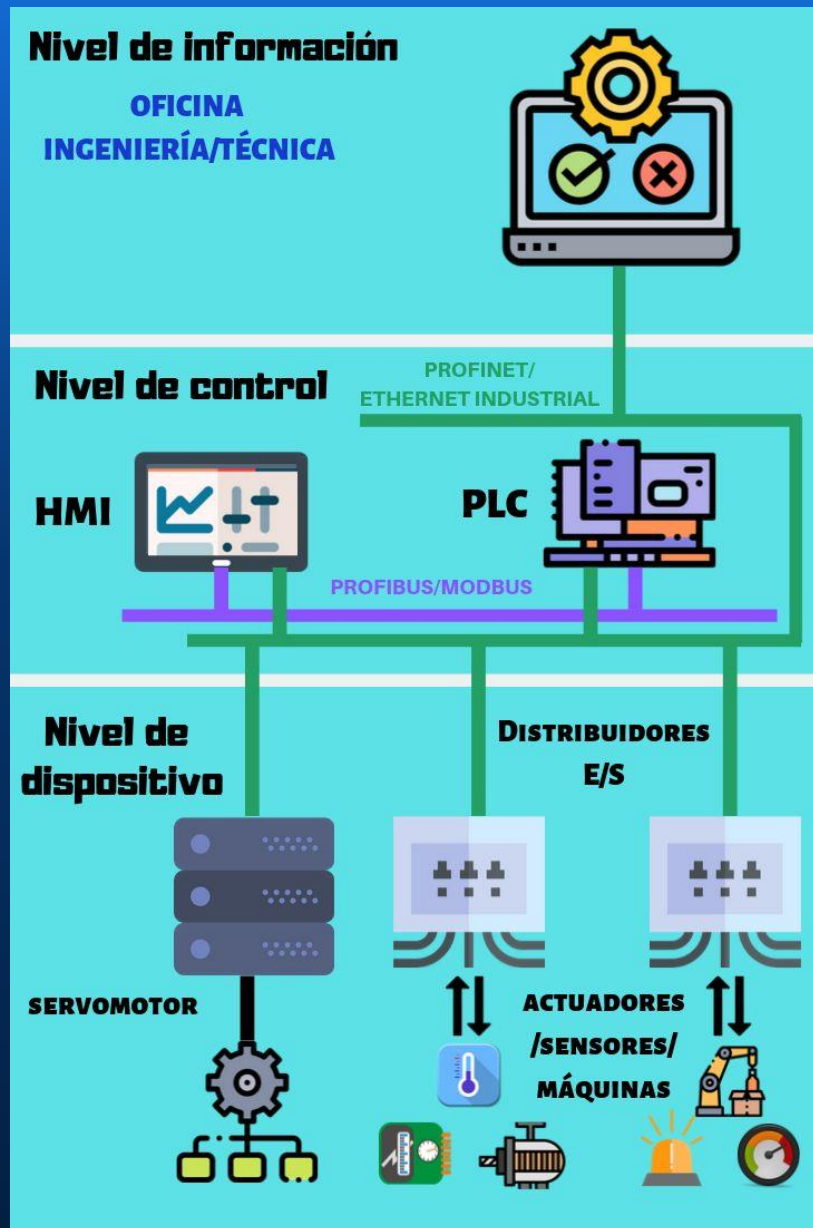 Nivel de información
OFICINA
INGENIERÍA/TÉCNICA
Nivel de control
PROFINET/
ETHERNET INDUSTRIAL
HMI
PLC
PROFIBUS/MODBUS
Nivel de
dispositivo
DISTRIBUIDORES
E/S
SERVOMOTOR
ACTUADORES
/SENSORES/
MÁQUINAS